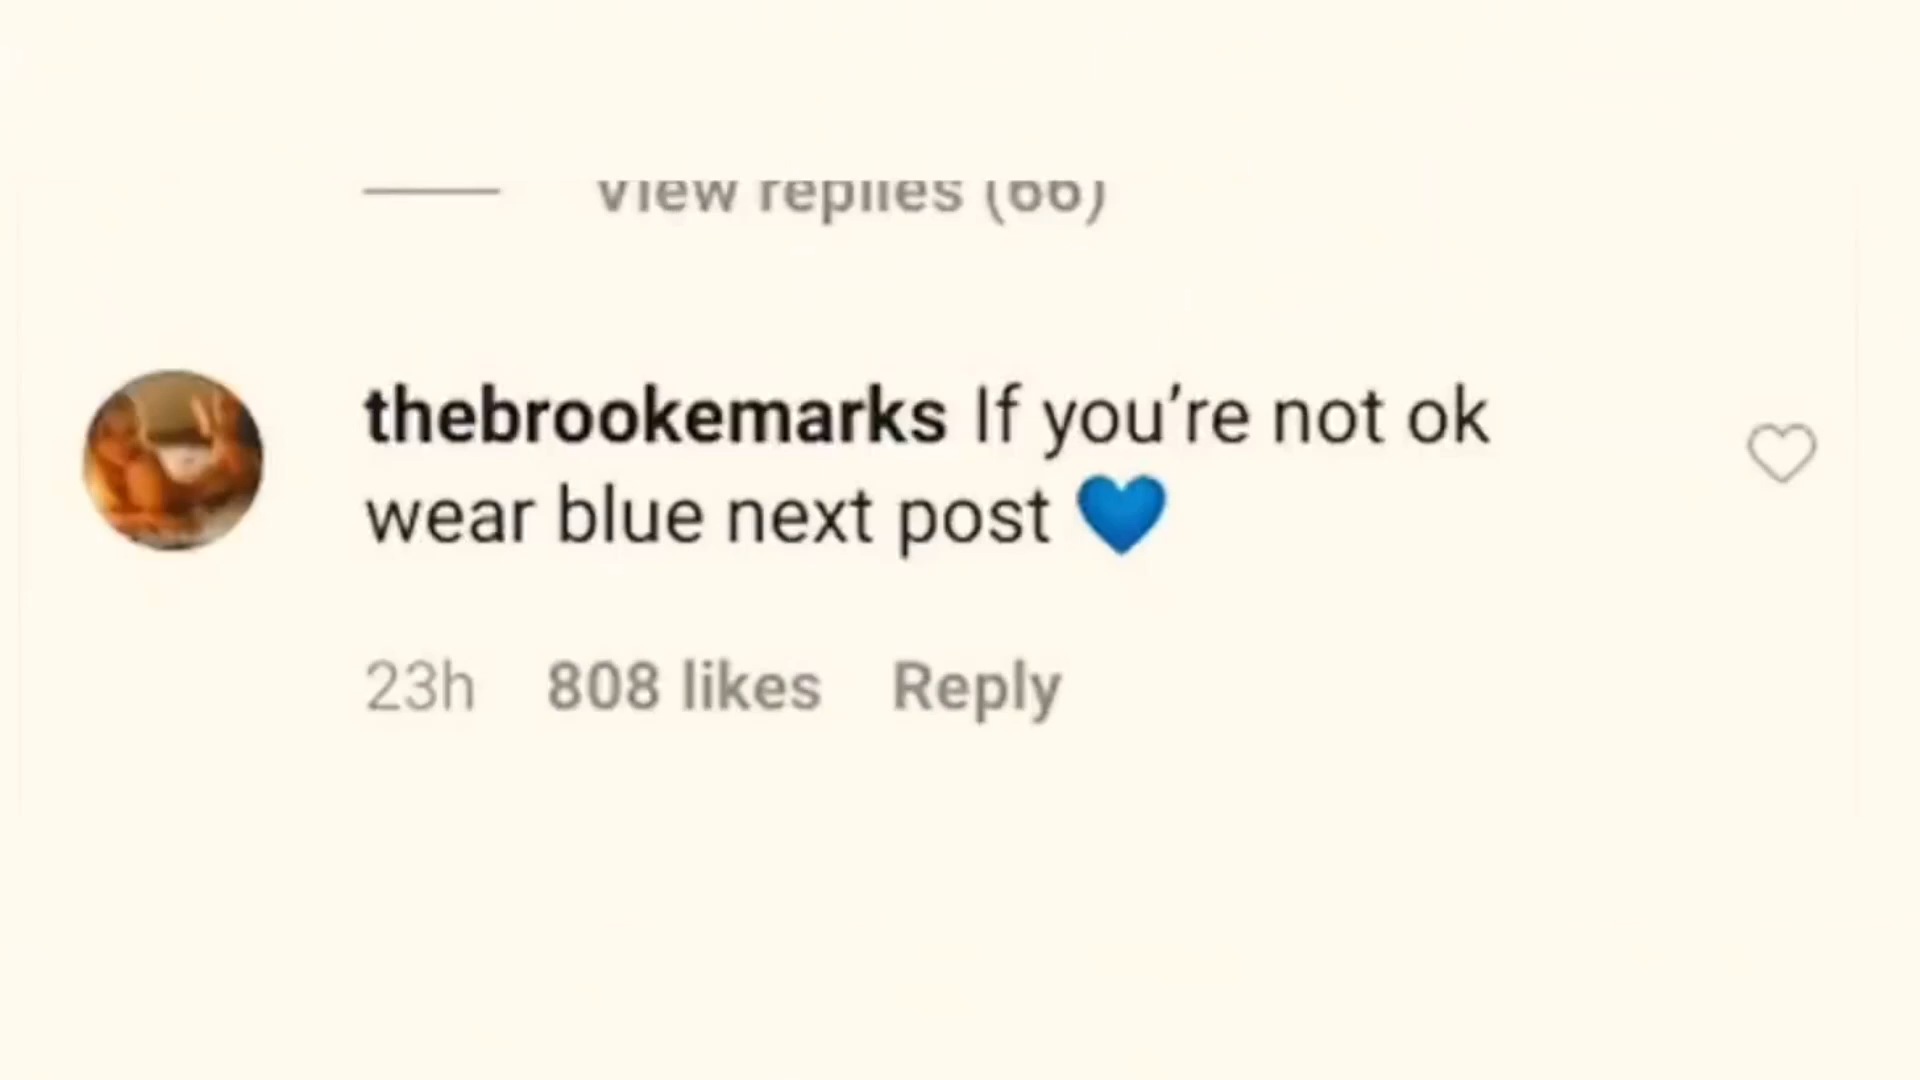 View replies (66)
thebrookemarks If you're not ok
wear blue next post 💙
23h 808 likes Reply